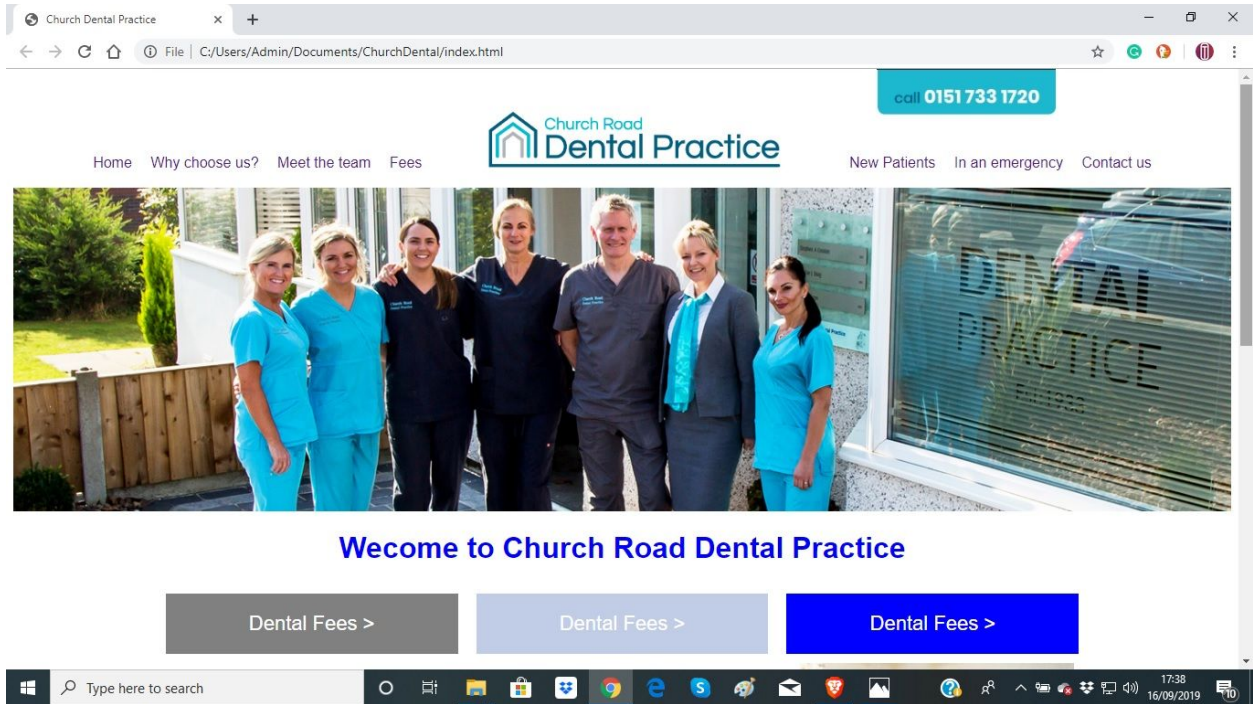 Church Dental Practice
File
C:/Users/Admin/Documents/ChurchDental/index.html
call 0151 733 1720
Church Road
Dental Practice
Home Why choose us? Meet the team Fees
New Patients In an emergency Contact us
DENTAL
PRACTICE
Wecome to Church Road Dental Practice
Dental Fees > Dental Fees > Dental Fees >
Type here to search
17:38
16/09/2019
10